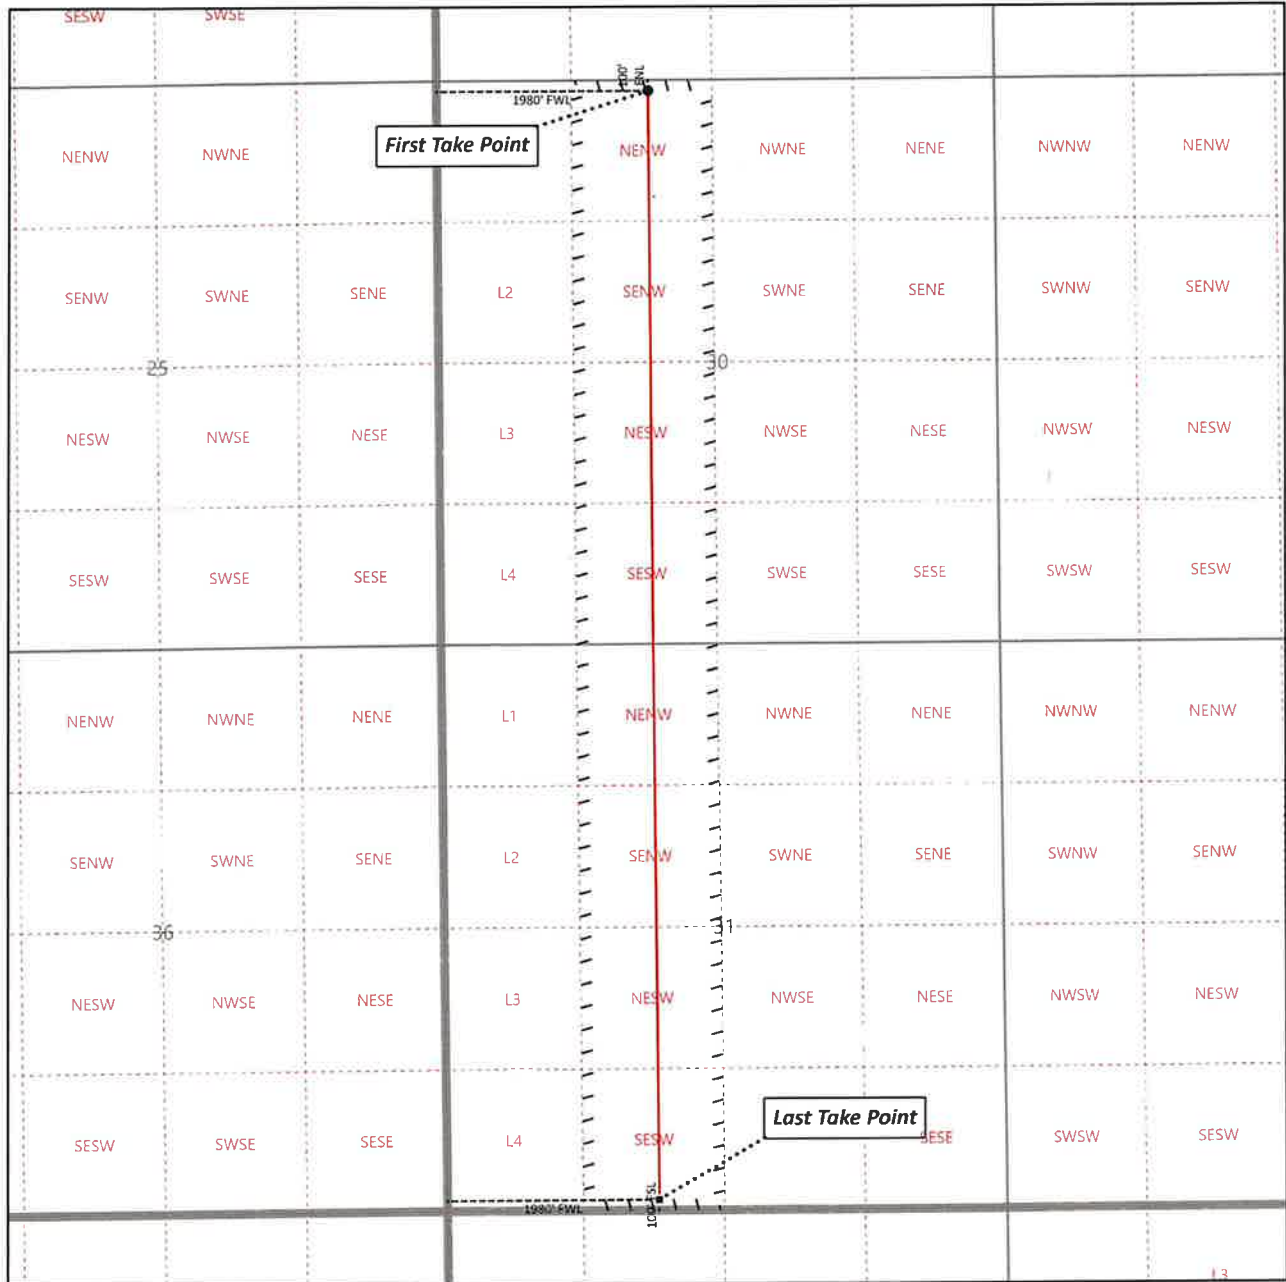 SESW SWSE
100' FNL
1980' FWL
First Take Point
NENW NWNE NENW NWNE NENE NWNW NENW
SENW SWNE SENE L2 SENW SWNE SENE SWNW SENW
25 30
NESW NWSE NESE L3 NESW NWSE NESE NWSW NESW
SESW SWSE SESE L4 SESW SWSE SESE SWSW SESW
NENW NWNE NENE L1 NENW NWNE NENE NWNW NENW
SENW SWNE SENE L2 SENW SWNE SENE SWNW SENW
36 31
NESW NWSE NESE L3 NESW NWSE NESE NWSW NESW
Last Take Point
SESW SWSE SESE L4 SESW SESE SWSW SESW
1980' FWL
100' FSL
L3